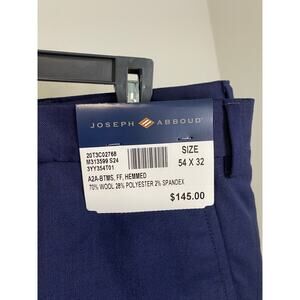 JOSEPH ABBOUD
20T3C02768
M313599 S24
3YY354T01
SIZE
54 X 32
A2A-BTMS, FF, HEMMED
70% WOOL 28% POLYESTER 2% SPANDEX
$145.00